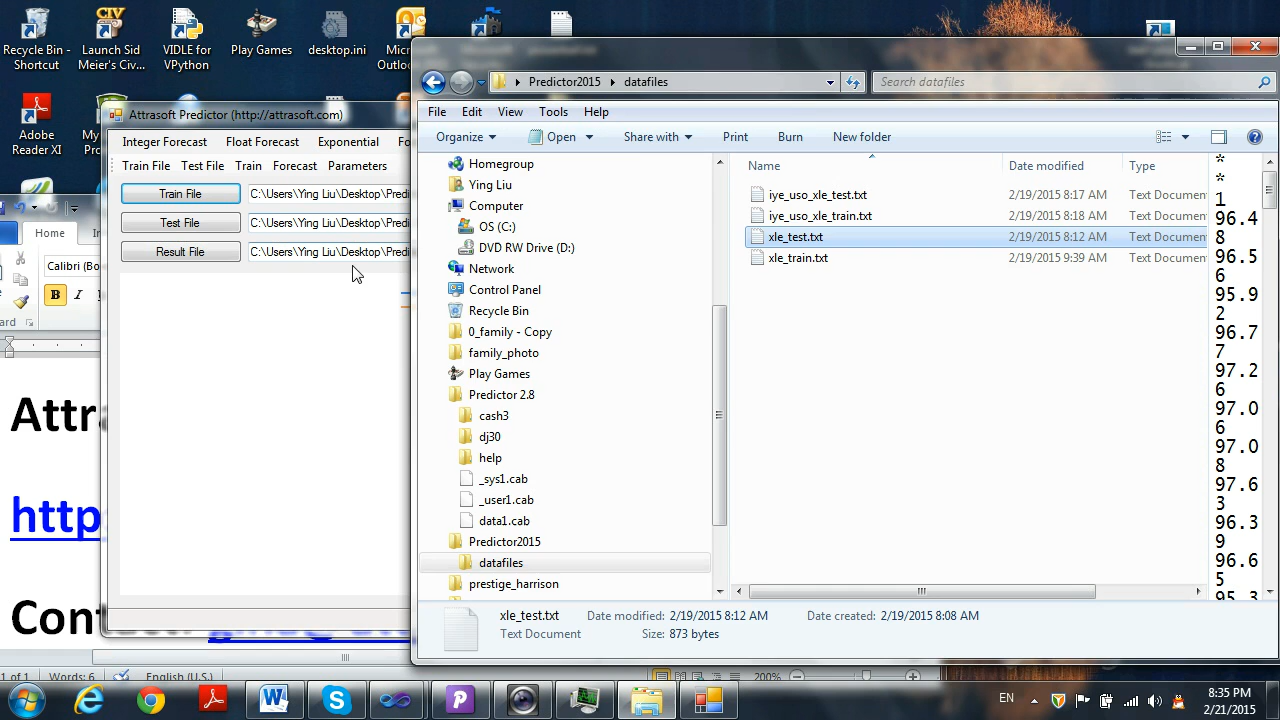 Recycle Bin - Shortcut
Launch Sid Meier's Civ...
VIDLE for VPython
Play Games
desktop.ini
Outloo
Adobe Reader XI
My
Attrasoft Predictor (http://attrasoft.com)
Integer Forecast Float Forecast Exponential
Train File Test File Train Forecast Parameters
Train File C:\Users\Ying Liu\Desktop\Predi
Test File C:\Users\Ying Liu\Desktop\Predi
Result File C:\Users\Ying Liu\Desktop\Predi
Home
Calibri (Bo
B I
Attra
http
Con
1 of 1 Words: 6 English (U.S.) 200%
Predictor2015 datafiles
Search datafiles
File Edit View Tools Help
Organize Open Share with Print Burn New folder
Homegroup
Ying Liu
Computer
OS (C:)
DVD RW Drive (D:)
Network
Control Panel
Recycle Bin
0_family - Copy
family_photo
Play Games
Predictor 2.8
cash3
dj30
help
_sys1.cab
_user1.cab
data1.cab
Predictor2015
datafiles
prestige_harrison
Name Date modified Type
iye_uso_xle_test.txt 2/19/2015 8:17 AM Text Documen
iye_uso_xle_train.txt 2/19/2015 8:18 AM Text Documen
xle_test.txt 2/19/2015 8:12 AM Text Documen
xle_train.txt 2/19/2015 9:39 AM Text Documen
*
*
1
96.4
8
96.5
6
95.9
2
96.7
7
97.2
6
97.0
6
97.0
8
97.6
3
96.3
9
96.6
5
95.3
xle_test.txt Date modified: 2/19/2015 8:12 AM Date created: 2/19/2015 8:08 AM
Text Document Size: 873 bytes
EN
8:35 PM
2/21/2015